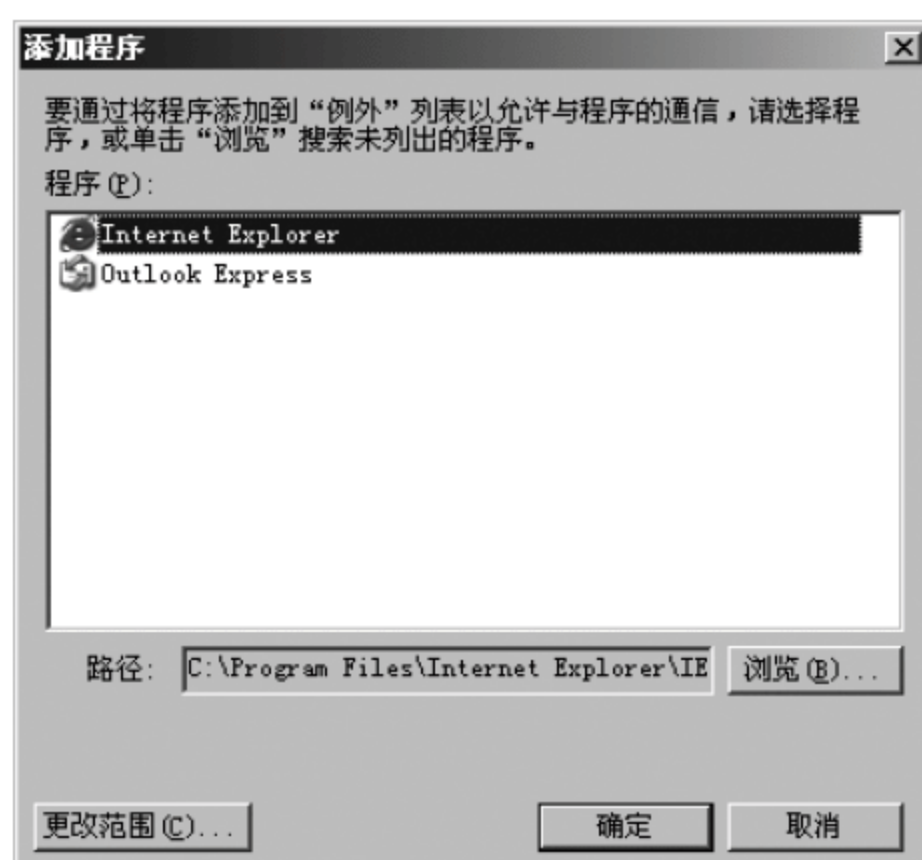 添加程序
要通过将程序添加到“例外”列表以允许与程序的通信，请选择程
序，或单击“浏览”搜索未列出的程序。
程序(P):
Internet Explorer
Outlook Express
路径: C:\Program Files\Internet Explorer\IE 浏览(B)...
更改范围(C)... 确定 取消